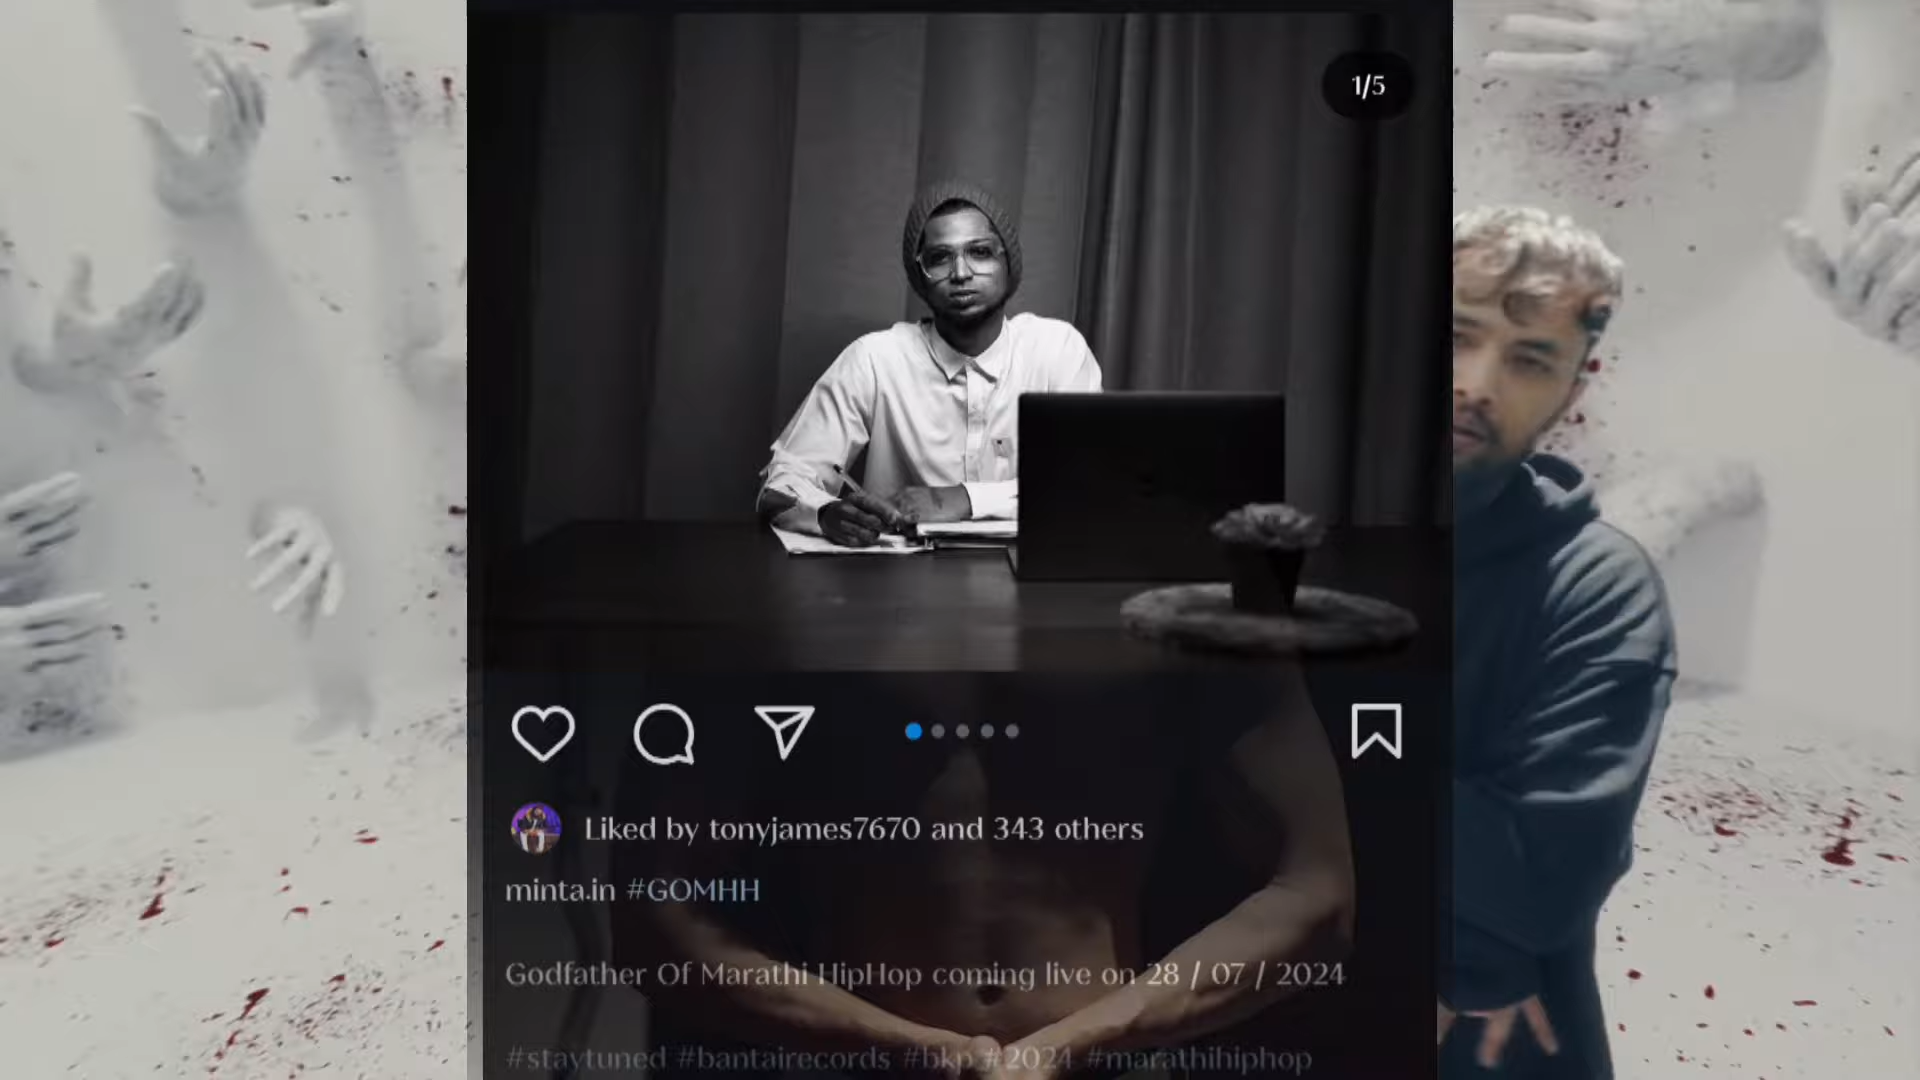 1/5
Liked by tonyjames7670 and 343 others
minta.in #GOMHH
Godfather Of Marathi HipHop coming live on 28 / 07 / 2024
#staytuned #bantairecords #bkp #2024 #marathihiphop